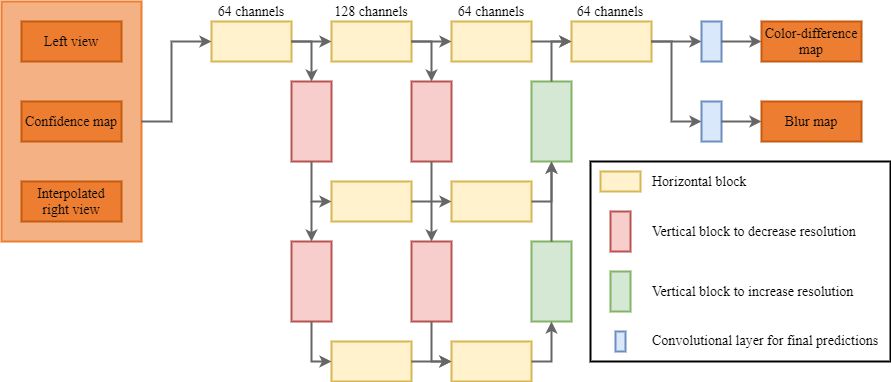 64 channels
128 channels
64 channels
64 channels
Left view
Confidence map
Interpolated
right view
Color-difference
map
Blur map
Horizontal block
Vertical block to decrease resolution
Vertical block to increase resolution
Convolutional layer for final predictions